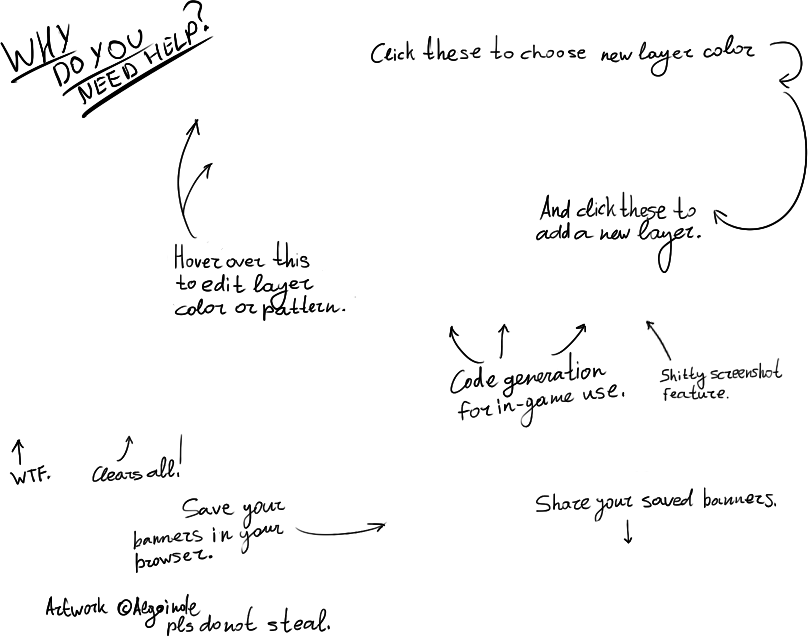 WHY
DO YOU
NEED HELP?
Click these to choose new layer color
And click these to
add a new layer.
Hover over this
to edit layer
color or pattern.
Code generation
for in-game use.
Shitty screenshot
feature.
WTF.
Clears all!
Save your
banners in your
browser.
Share your saved banners.
Artwork ©
pls do not steal.